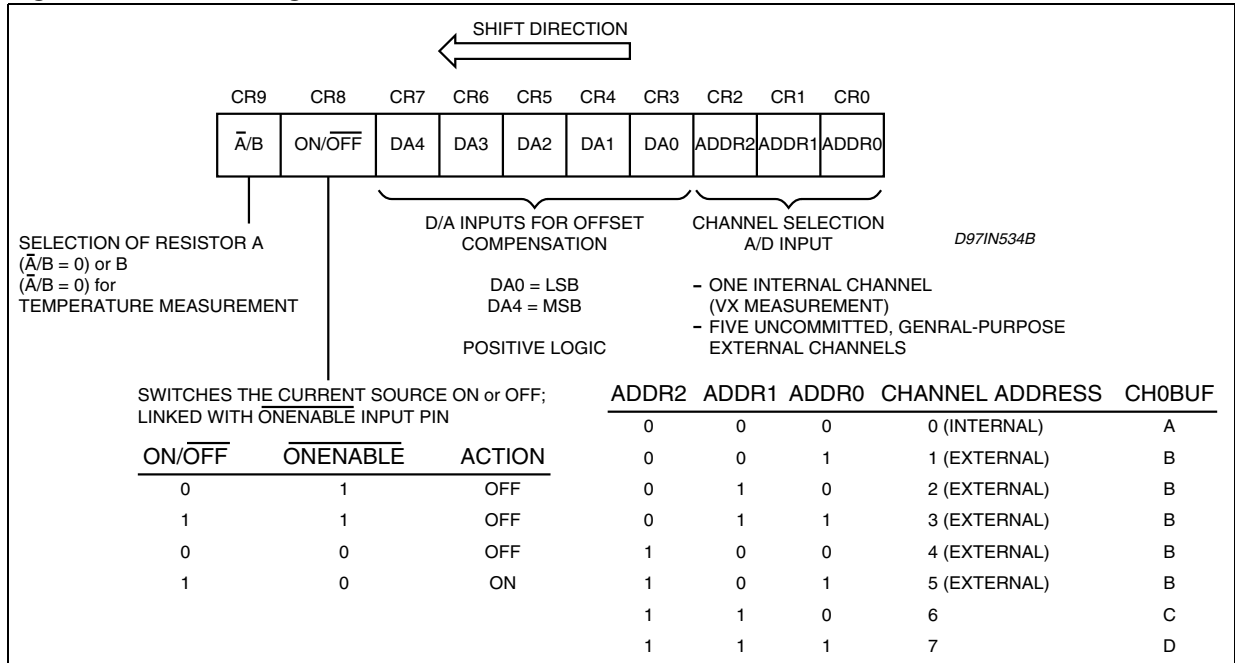 SHIFT DIRECTION
CR9 CR8 CR7 CR6 CR5 CR4 CR3 CR2 CR1 CR0
A̅/B ON/O̅F̅F̅ DA4 DA3 DA2 DA1 DA0 ADDR2 ADDR1 ADDR0
SELECTION OF RESISTOR A
(A̅/B = 0) or B
(A̅/B = 0) for
TEMPERATURE MEASUREMENT
D/A INPUTS FOR OFFSET
COMPENSATION
DA0 = LSB
DA4 = MSB
POSITIVE LOGIC
CHANNEL SELECTION
A/D INPUT
D97IN534B
– ONE INTERNAL CHANNEL
(VX MEASUREMENT)
– FIVE UNCOMMITTED, GENRAL-PURPOSE
EXTERNAL CHANNELS
SWITCHES THE CURRENT SOURCE ON or OFF;
LINKED WITH O̅N̅E̅N̅A̅B̅L̅E̅ INPUT PIN
ON/O̅F̅F̅ O̅N̅E̅N̅A̅B̅L̅E̅ ACTION
0 1 OFF
1 1 OFF
0 0 OFF
1 0 ON
ADDR2 ADDR1 ADDR0 CHANNEL ADDRESS CH0BUF
0 0 0 0 (INTERNAL) A
0 0 1 1 (EXTERNAL) B
0 1 0 2 (EXTERNAL) B
0 1 1 3 (EXTERNAL) B
1 0 0 4 (EXTERNAL) B
1 0 1 5 (EXTERNAL) B
1 1 0 6 C
1 1 1 7 D